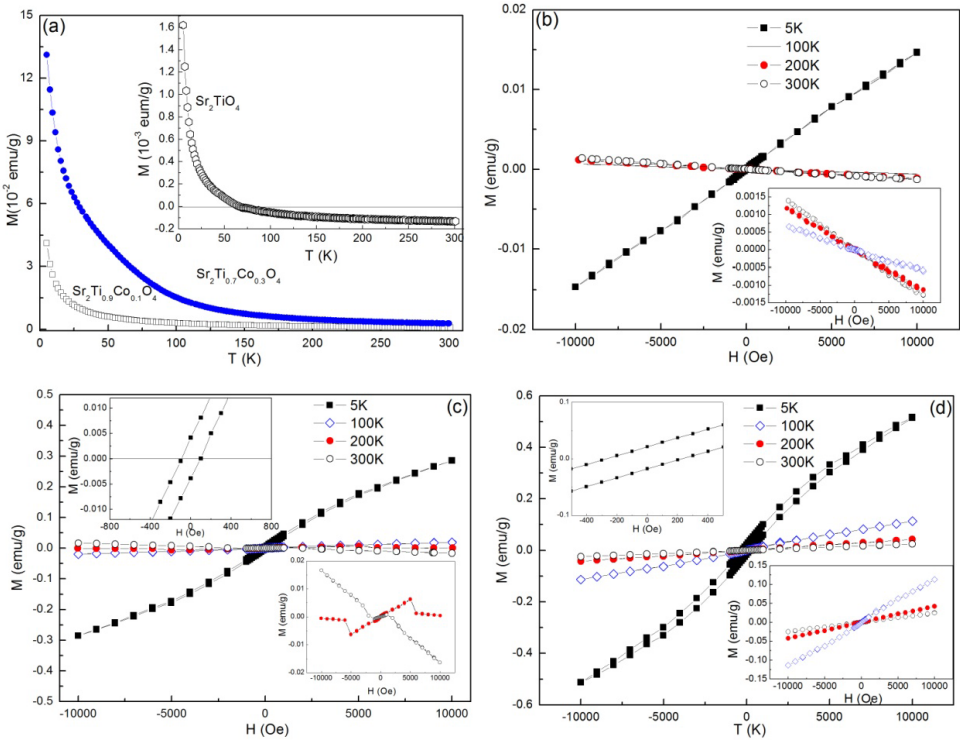 (a)
M(10⁻² emu/g)
15
12
9
6
3
0
0 50 100 150 200 250 300
T (K)
Sr₂Ti₀.₇Co₀.₃O₄
Sr₂Ti₀.₉Co₀.₁O₄
M (10⁻³ eum/g)
1.6
1.4
1.2
1.0
0.8
0.6
0.4
0.2
0.0
-0.2
Sr₂TiO₄
0 50 100 150 200 250 300
T (K)
(b)
M (emu/g)
0.02
0.01
0.00
-0.01
-0.02
5K
100K
200K
300K
-10000 -5000 0 5000 10000
H (Oe)
M (emu/g)
0.0015
0.0010
0.0005
0.0000
-0.0005
-0.0010
-0.0015
-10000 -5000 0 5000 10000
H (Oe)
(c)
M (emu/g)
0.5
0.4
0.3
0.2
0.1
0.0
-0.1
-0.2
-0.3
-0.4
-0.5
5K
100K
200K
300K
-10000 -5000 0 5000 10000
H (Oe)
M (emu/g)
0.010
0.005
0.000
-0.005
-0.010
-800 -400 0 400 800
H (Oe)
M (emu/g)
0.02
0.01
0.00
-0.01
-0.02
-10000 -5000 0 5000 10000
H (Oe)
(d)
M (emu/g)
0.6
0.4
0.2
0.0
-0.2
-0.4
-0.6
5K
100K
200K
300K
-10000 -5000 0 5000 10000
T (K)
M (emu/g)
0.1
0.0
-0.1
-400 -200 0 200 400
H (Oe)
M (emu/g)
0.15
0.10
0.05
0.00
-0.05
-0.10
-0.15
-10000 -5000 0 5000 10000
H (Oe)